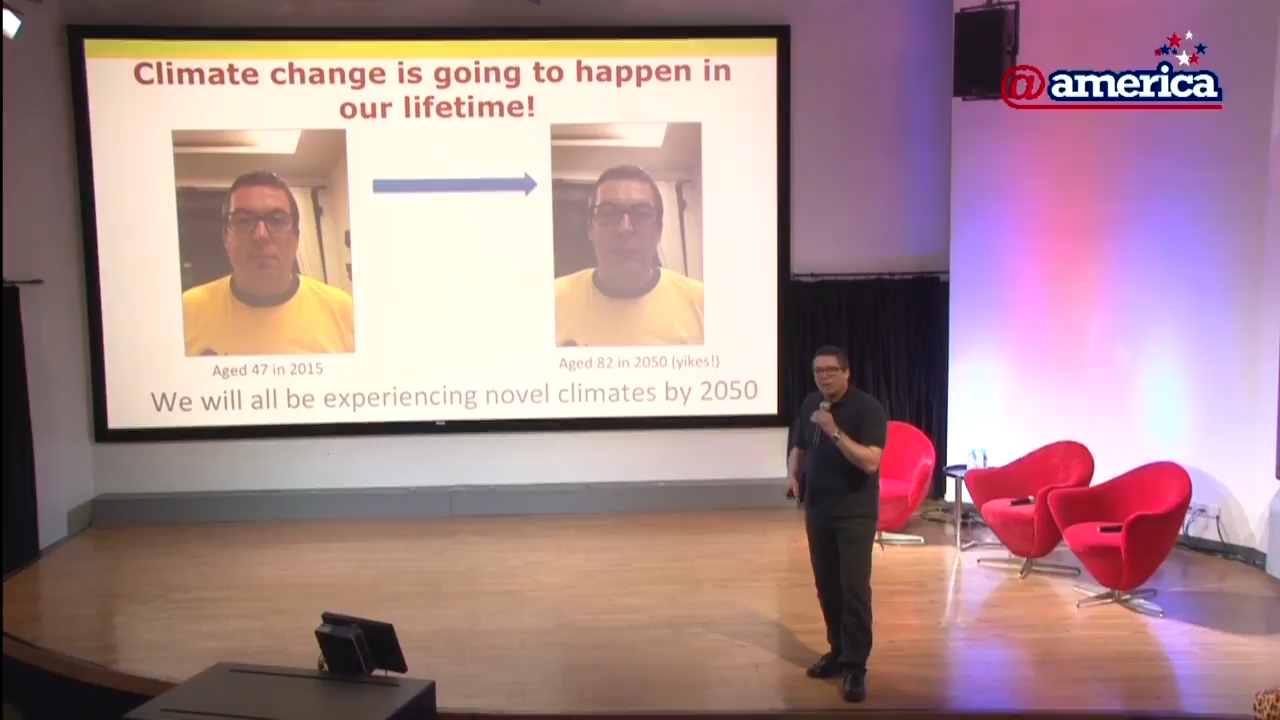 Climate change is going to happen in
our lifetime!
@america
Aged 47 in 2015
Aged 82 in 2050 (yikes!)
We will all be experiencing novel climates by 2050